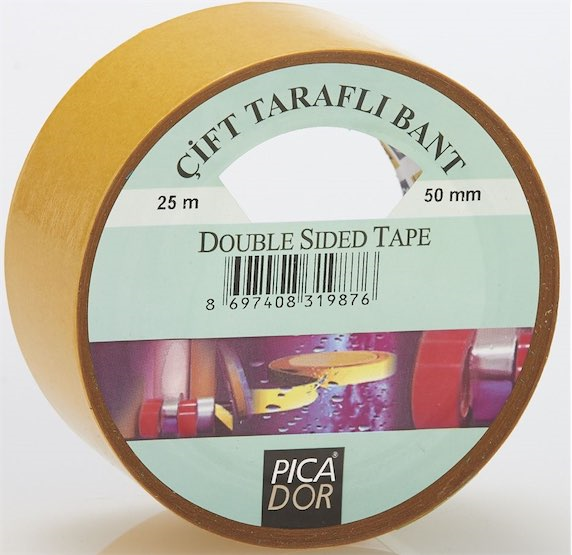 ÇİFT TARAFLI BANT
25 m
50 mm
DOUBLE SIDED TAPE
8 697408 319876
PICA®
DOR